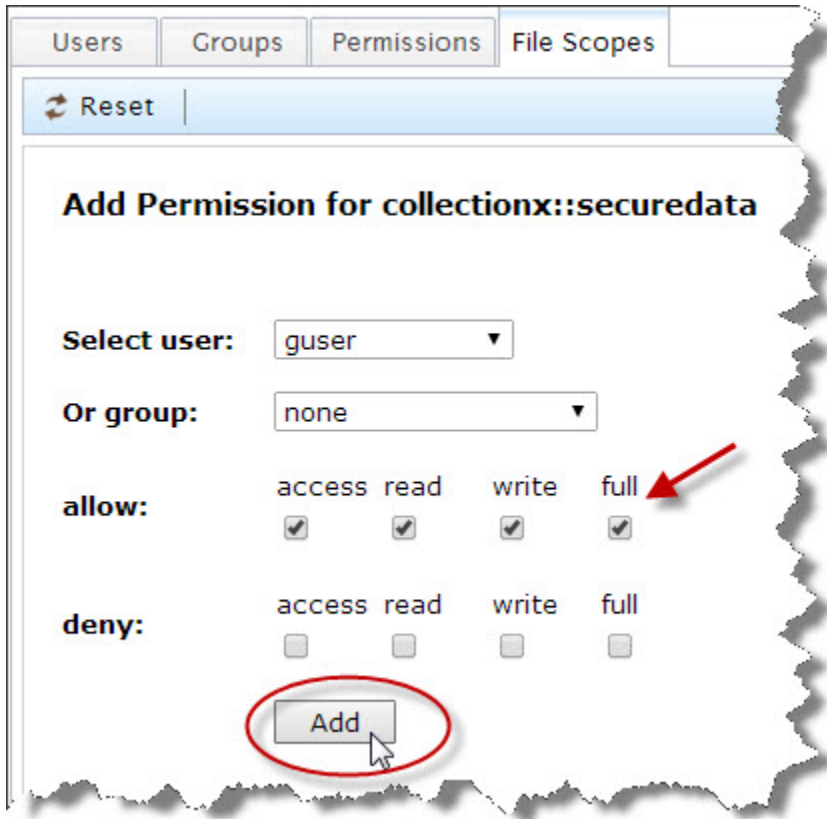 Users Groups Permissions File Scopes
Reset
Add Permission for collectionx::securedata
Select user: guser
Or group: none
access read write full
allow:
access read write full
deny:
Add